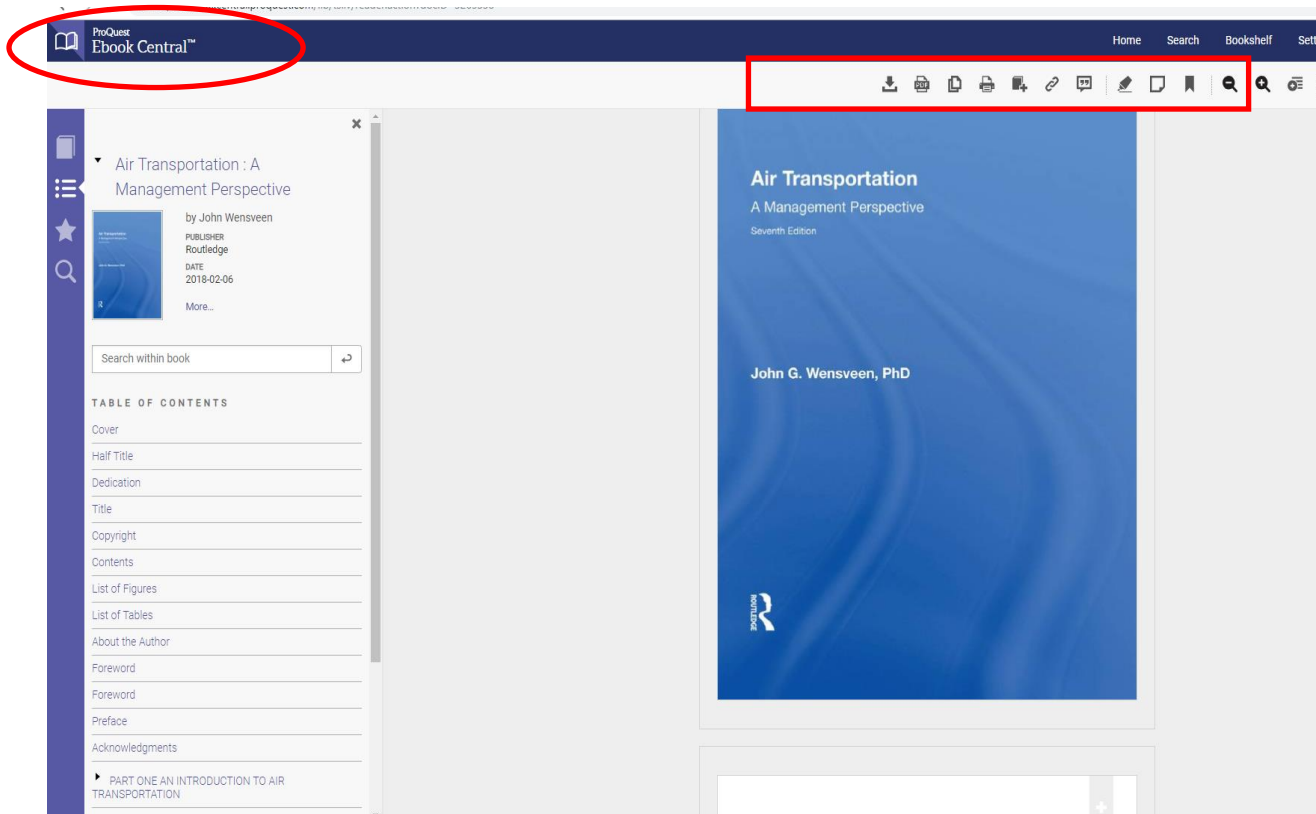 ProQuest
Ebook Central™
Home Search Bookshelf
PDF
Air Transportation : A
Management Perspective
by John Wensveen
PUBLISHER
Routledge
DATE
2018-02-06
More...
Search within book
TABLE OF CONTENTS
Cover
Half Title
Dedication
Title
Copyright
Contents
List of Figures
List of Tables
About the Author
Foreword
Foreword
Preface
Acknowledgments
PART ONE AN INTRODUCTION TO AIR
TRANSPORTATION
Air Transportation
A Management Perspective
Seventh Edition
John G. Wensveen, PhD
ROUTLEDGE